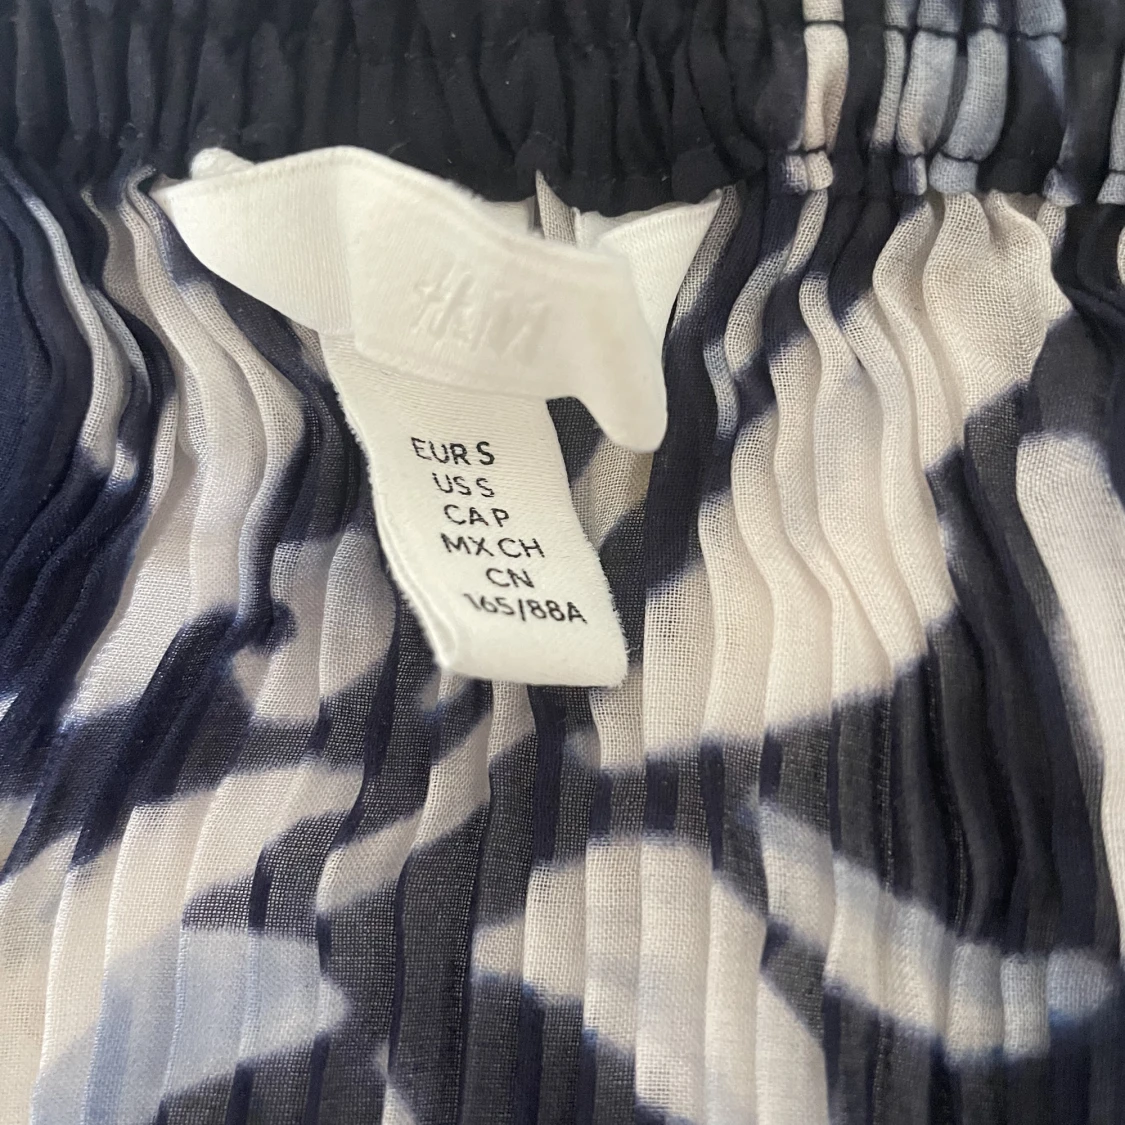 H&M
EUR S
US S
CA P
MX CH
CN
165/88A